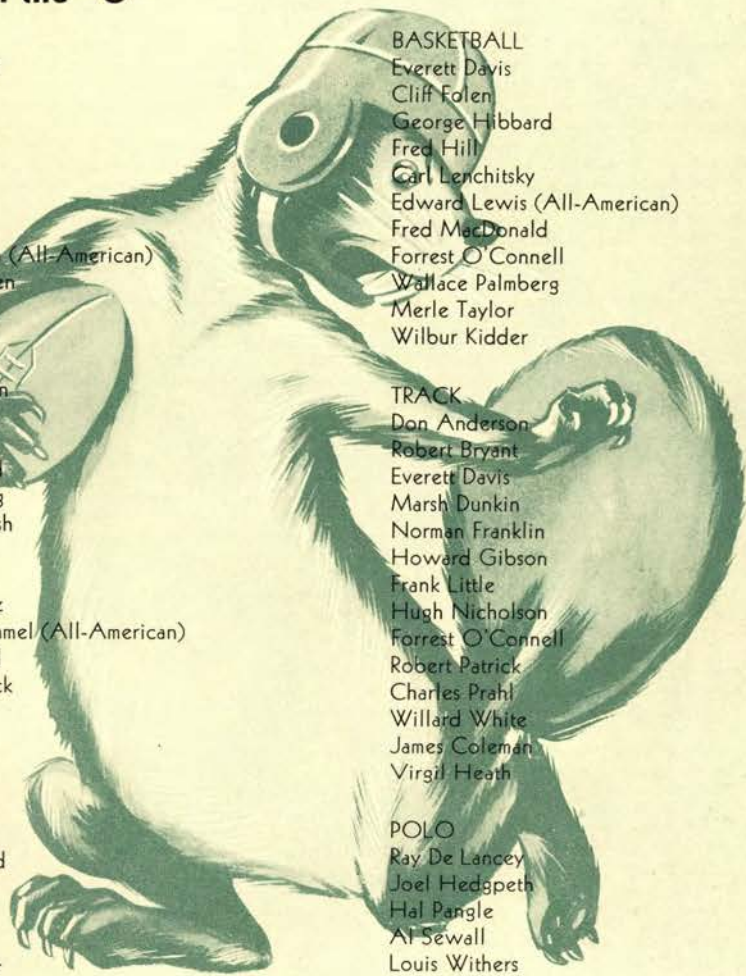 (All-American)
(All-American)
BASKETBALL
Everett Davis
Cliff Folen
George Hibbard
Fred Hill
Carl Lenchitsky
Edward Lewis (All-American)
Fred MacDonald
Forrest O'Connell
Wallace Palmberg
Merle Taylor
Wilbur Kidder
TRACK
Don Anderson
Robert Bryant
Everett Davis
Marsh Dunkin
Norman Franklin
Howard Gibson
Frank Little
Hugh Nicholson
Forrest O'Connell
Robert Patrick
Charles Prahl
Willard White
James Coleman
Virgil Heath
POLO
Ray De Lancey
Joel Hedgpeth
Hal Pangle
Al Sewall
Louis Withers